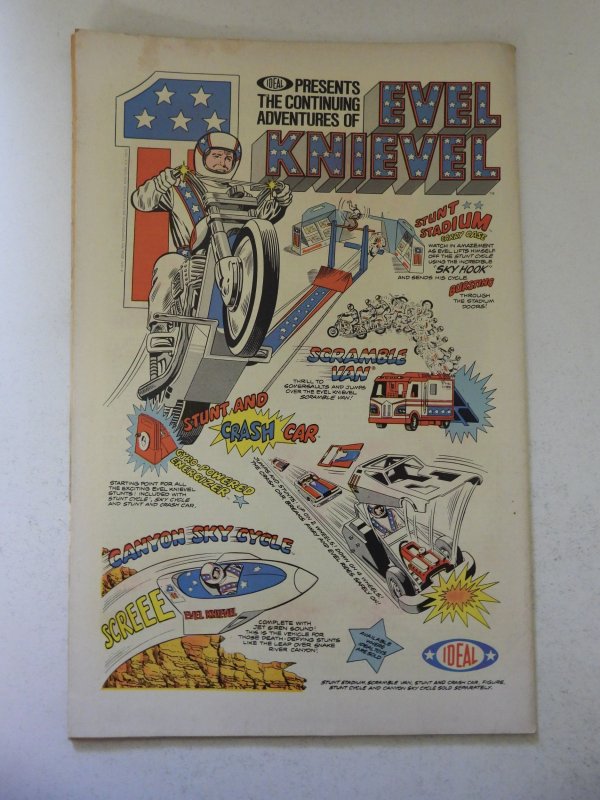 IDEAL PRESENTS
THE CONTINUING
ADVENTURES OF
EVEL
KNIEVEL
STUNT
STADIUM
CARRY CASE
WATCH IN AMAZEMENT
AS EVEL LIFTS HIMSELF
OFF THE STUNT CYCLE
USING THE INCREDIBLE
"SKY HOOK"
AND SENDS HIS CYCLE
BURSTING
THROUGH
THE STADIUM
DOORS!
SCRAMBLE
VAN
THRILL TO
SOMERSAULTS AND JUMPS
OVER THE EVEL KNIEVEL
SCRAMBLE VAN!
STUNT AND
CRASH CAR
GYRO-POWERED
ENERGIZER
STARTING POINT FOR ALL
THE EXCITING EVEL KNIEVEL
STUNTS! INCLUDED WITH
STUNT CYCLE, SKY CYCLE
AND STUNT AND CRASH CAR.
CANYON SKY CYCLE
SCREEE
EVEL KNIEVEL
COMPLETE WITH
JET SIREN SOUND!
THIS IS THE VEHICLE FOR
THOSE DEATH-DEFYING STUNTS
LIKE THE LEAP OVER SNAKE
RIVER CANYON!
AVAILABLE
WHERE
IDEAL TOYS
ARE SOLD
IDEAL
STUNT STADIUM, SCRAMBLE VAN, STUNT AND CRASH CAR, FIGURE,
STUNT CYCLE AND CANYON SKY CYCLE SOLD SEPARATELY.